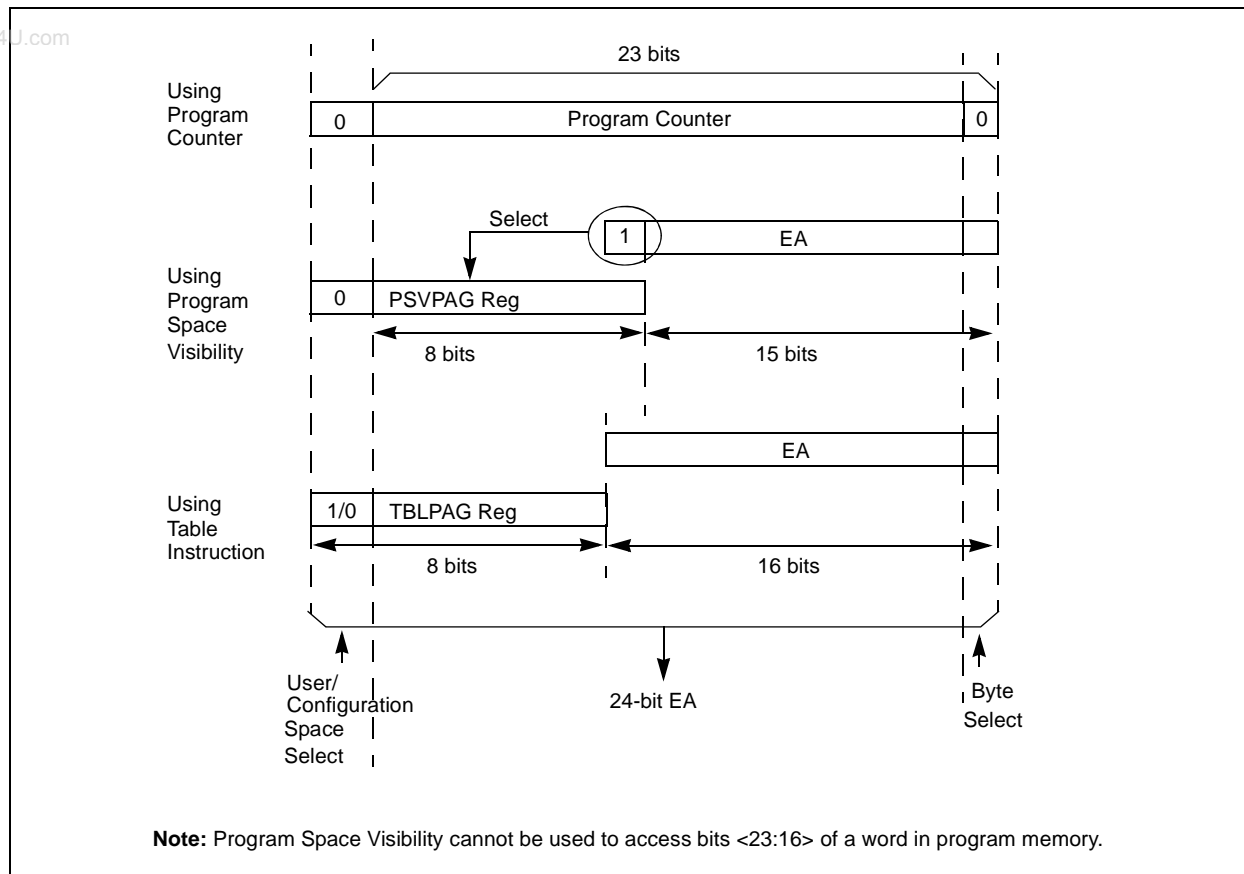 4U.com
23 bits
Using
Program
Counter
0
Program Counter
0
Select
1
EA
Using
Program
Space
Visibility
0
PSVPAG Reg
8 bits
15 bits
EA
Using
Table
Instruction
1/0
TBLPAG Reg
8 bits
16 bits
User/
Configuration
Space
Select
24-bit EA
Byte
Select
Note: Program Space Visibility cannot be used to access bits <23:16> of a word in program memory.